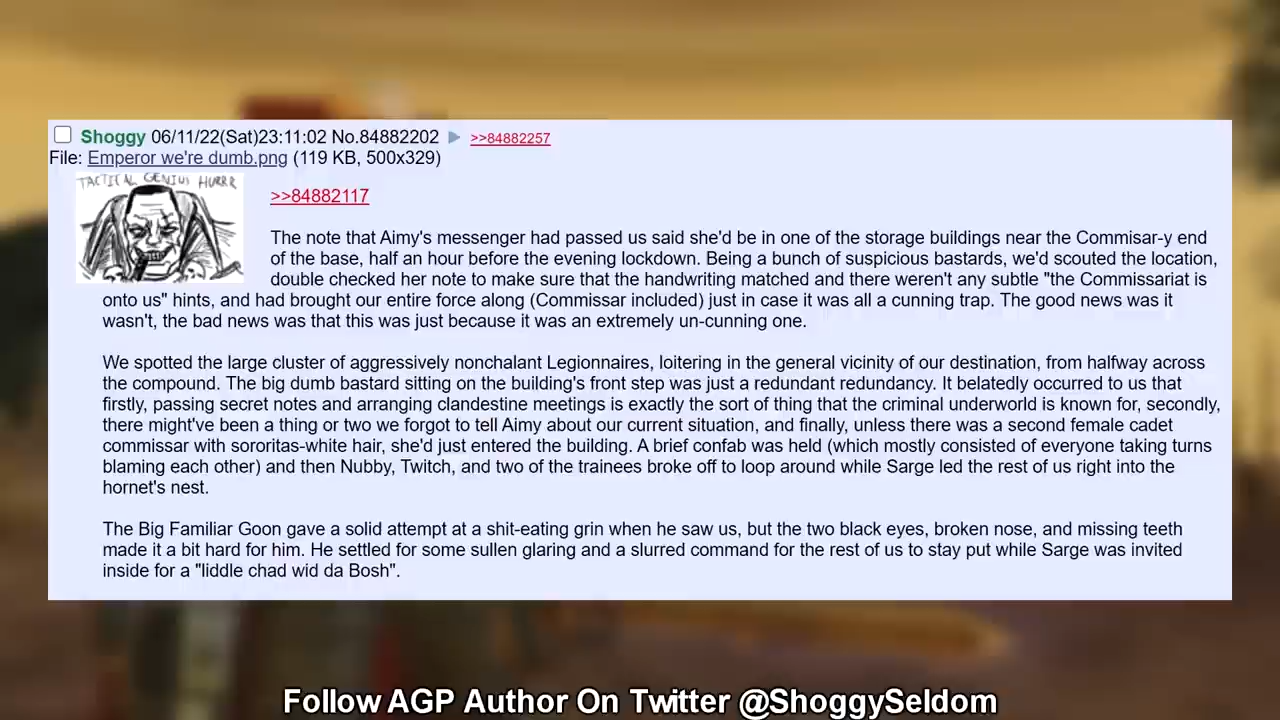 Shoggy 06/11/22(Sat)23:11:02 No.84882202 ▶ >>84882257
File: Emperor we're dumb.png (119 KB, 500x329)
TACTICAL GENIUS HURRR
>>84882117
The note that Aimy's messenger had passed us said she'd be in one of the storage buildings near the Commisar-y end
of the base, half an hour before the evening lockdown. Being a bunch of suspicious bastards, we'd scouted the location,
double checked her note to make sure that the handwriting matched and there weren't any subtle "the Commissariat is
onto us" hints, and had brought our entire force along (Commissar included) just in case it was all a cunning trap. The good news was it
wasn't, the bad news was that this was just because it was an extremely un-cunning one.
We spotted the large cluster of aggressively nonchalant Legionnaires, loitering in the general vicinity of our destination, from halfway across
the compound. The big dumb bastard sitting on the building's front step was just a redundant redundancy. It belatedly occurred to us that
firstly, passing secret notes and arranging clandestine meetings is exactly the sort of thing that the criminal underworld is known for, secondly,
there might've been a thing or two we forgot to tell Aimy about our current situation, and finally, unless there was a second female cadet
commissar with sororitas-white hair, she'd just entered the building. A brief confab was held (which mostly consisted of everyone taking turns
blaming each other) and then Nubby, Twitch, and two of the trainees broke off to loop around while Sarge led the rest of us right into the
hornet's nest.
The Big Familiar Goon gave a solid attempt at a shit-eating grin when he saw us, but the two black eyes, broken nose, and missing teeth
made it a bit hard for him. He settled for some sullen glaring and a slurred command for the rest of us to stay put while Sarge was invited
inside for a "liddle chad wid da Bosh".
Follow AGP Author On Twitter @ShoggySeldom